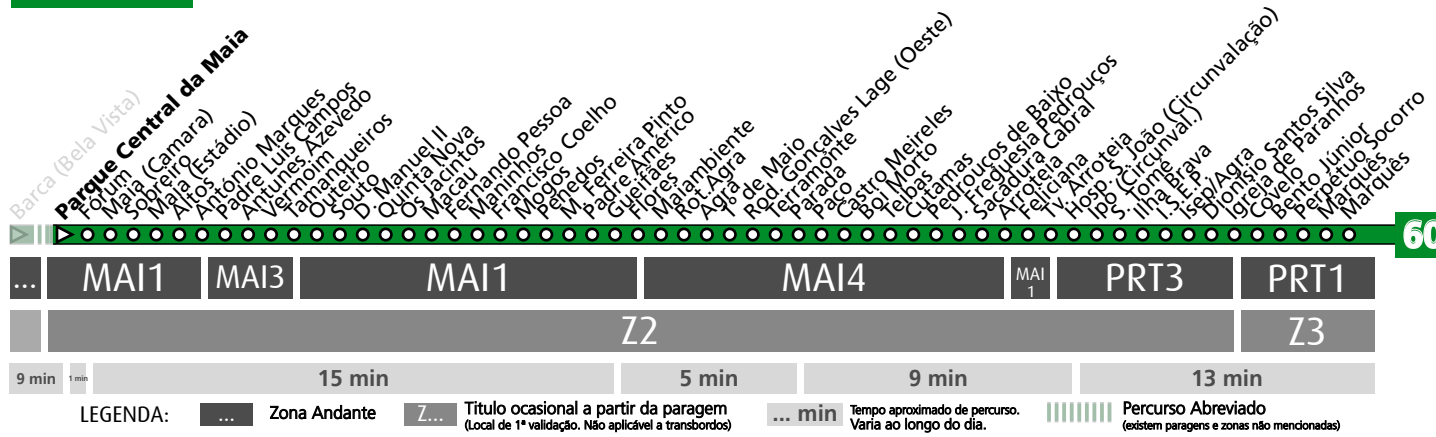 Barca (Bela Vista)
Parque Central da Maia
Fórum
Maia (Camara)
Sobreiro
Maia (Estádio)
Altos
António Marques
Padre Luís Campos
Antunes Azevedo
Vermoim
Tamanqueiros
Outeiro
Souto
D. Manuel II
Quinta Nova
Os Jacintos
Macau
Fernando Pessoa
Maninhos
Francisco Coelho
Mogos
Penedos
M. Ferreira Pinto
Padre Américo
Gueifães
Flores
Maiambiente
Rot. Agra
Agra
1º de Maio
Rod. Gonçalves Lage (Oeste)
Terramonte
Parada
Paço
Castro Meireles
Boi Morto
Telbas
Cutamas
Pedrouços de Baixo
J. Freguesia Pedrouços
Sacadura Cabral
Arroteia
Feliciana
Tv. Arroteia
Hosp. S. João (Circunvalação)
Ipo (Circunval.)
S. Tomé
Ilha Brava
I.S.E.P.
Isep/Agra
Dionísio Santos Silva
Igreja de Paranhos
Covelo
Bento Júnior
Perpétuo Socorro
Marquês
Marquês
60
... MAI1 MAI3 MAI1 MAI4 MAI 1 PRT3 PRT1
Z2 Z3
9 min 1 min 15 min 5 min 9 min 13 min
LEGENDA: ... Zona Andante Z... Titulo ocasional a partir da paragem ... min Tempo aproximado de percurso. Percurso Abreviado
(Local de 1ª validação. Não aplicável a transbordos) Varia ao longo do dia. (existem paragens e zonas não mencionadas)